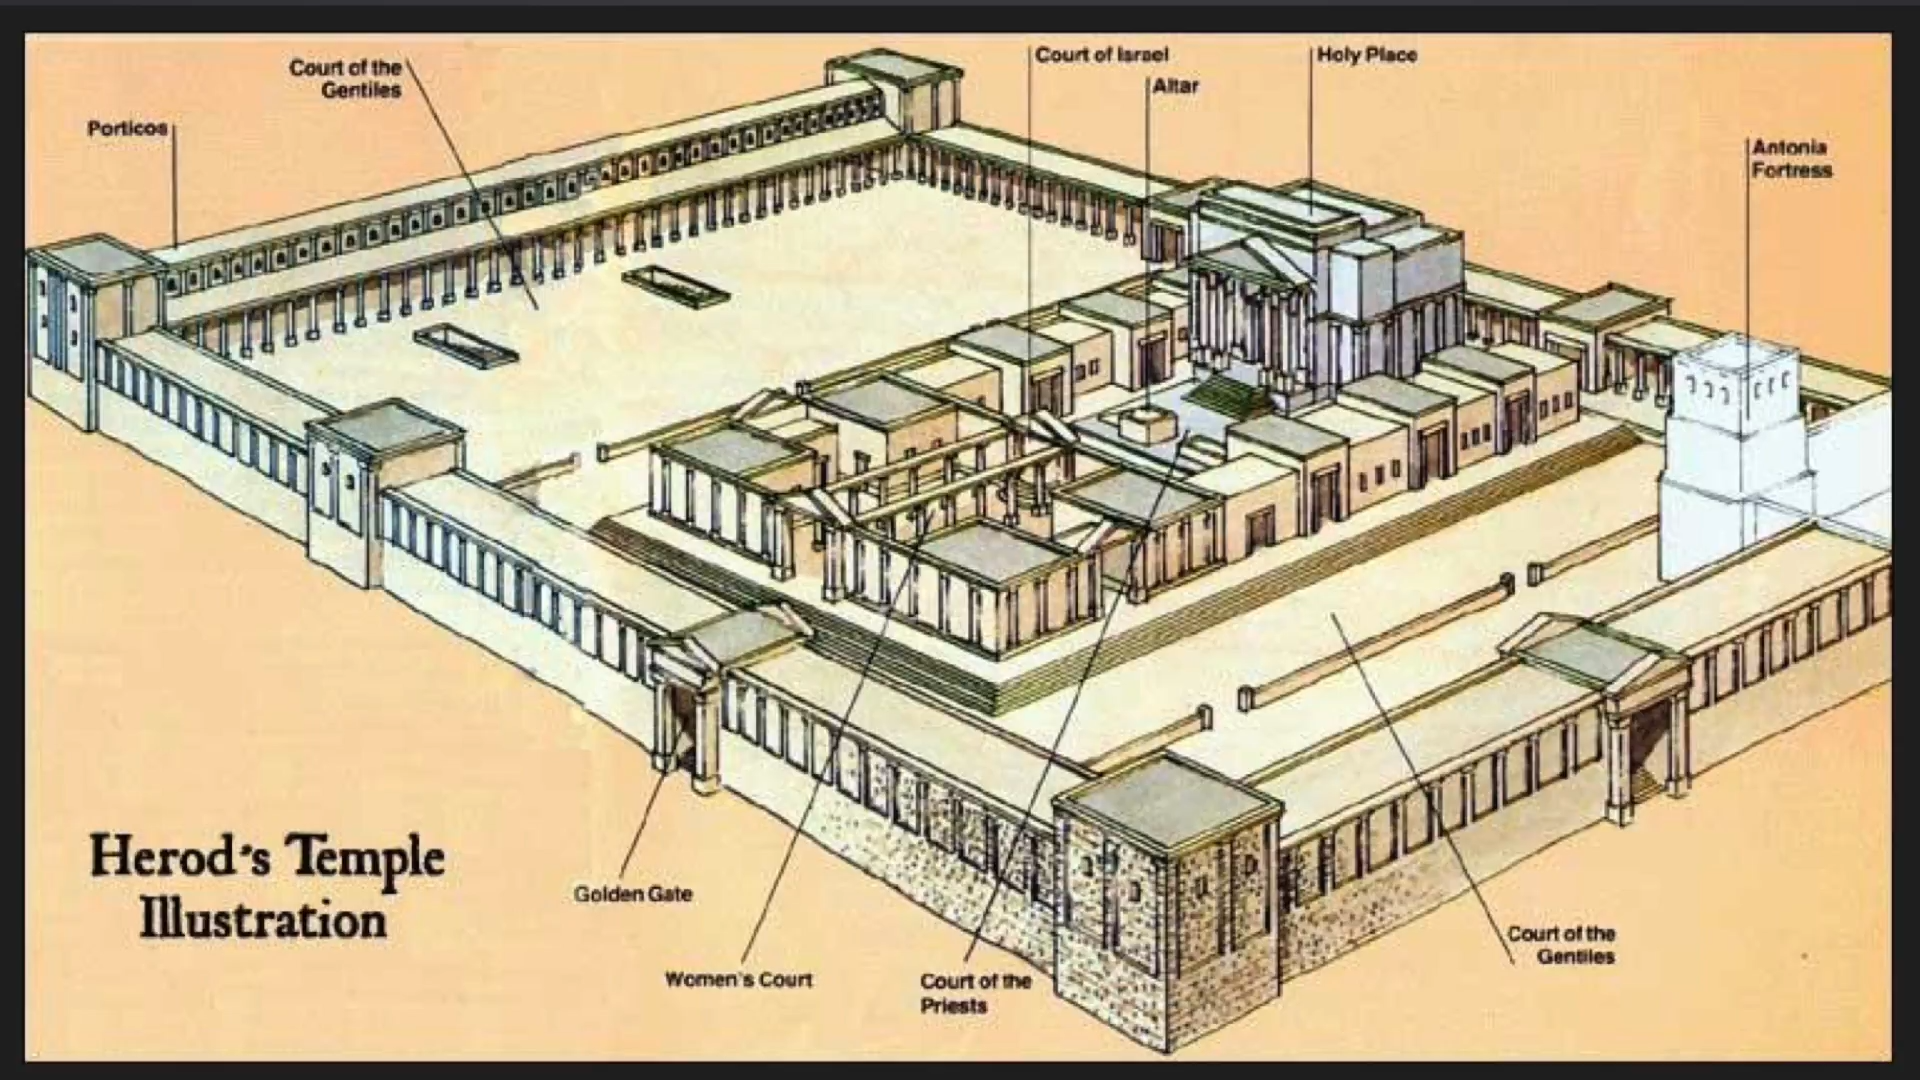 Court of the
Gentiles
Porticos
Court of Israel
Altar
Holy Place
Antonia
Fortress
Herod's Temple
Illustration
Golden Gate
Women's Court
Court of the
Priests
Court of the
Gentiles